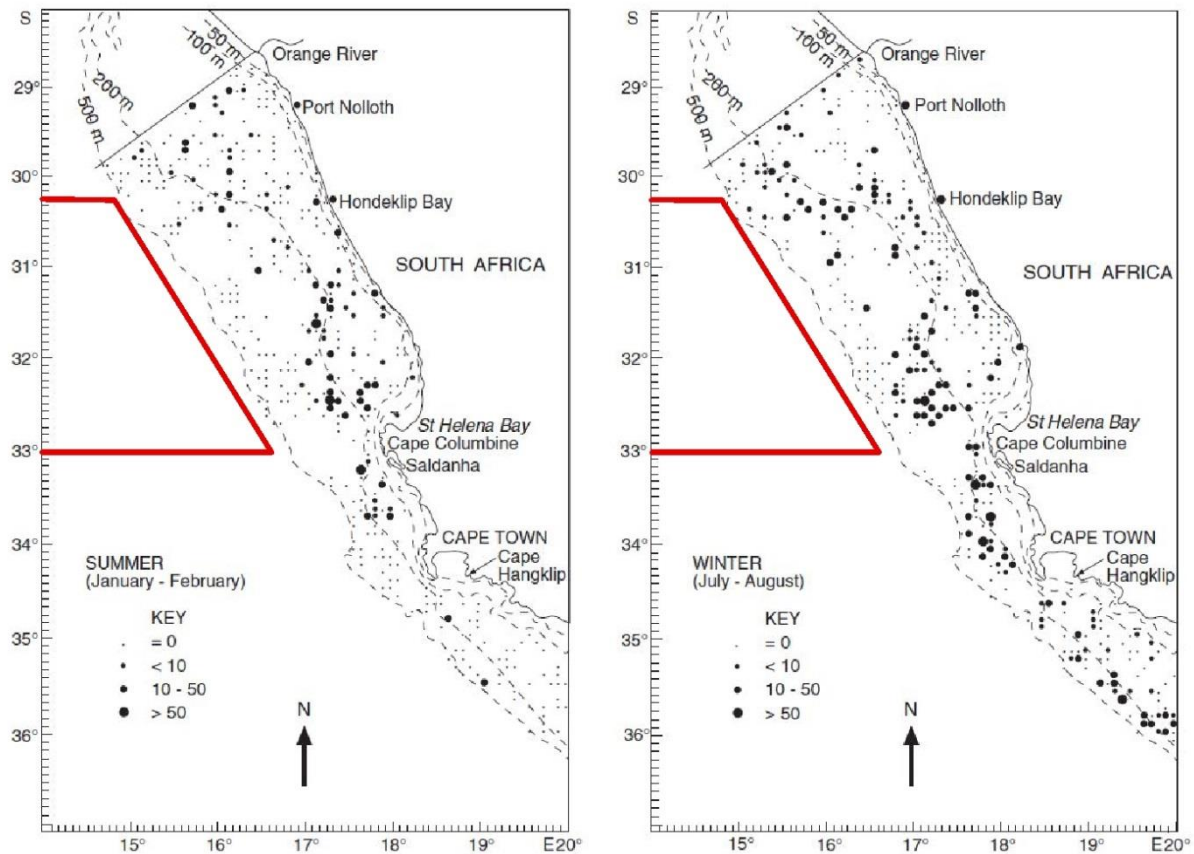 S
29°
30°
31°
32°
33°
34°
35°
36°
50 m
100 m
200 m
500 m
Orange River
Port Nolloth
Hondeklip Bay
SOUTH AFRICA
St Helena Bay
Cape Columbine
Saldanha
CAPE TOWN
Cape
Hangklip
SUMMER
(January - February)
KEY
= 0
< 10
10 - 50
> 50
N
15°
16°
17°
18°
19°
E20°
S
29°
30°
31°
32°
33°
34°
35°
36°
50 m
100 m
200 m
500 m
Orange River
Port Nolloth
Hondeklip Bay
SOUTH AFRICA
St Helena Bay
Cape Columbine
Saldanha
CAPE TOWN
Cape
Hangklip
WINTER
(July - August)
KEY
= 0
< 10
10 - 50
> 50
N
15°
16°
17°
18°
19°
E20°